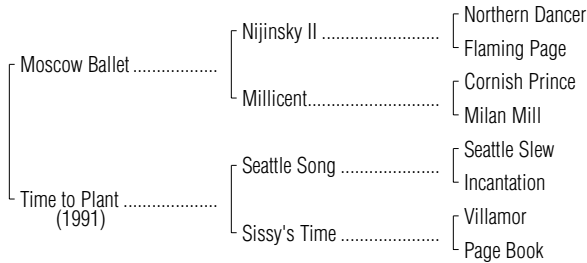 Northern Dancer
Nijinsky II
Flaming Page
Moscow Ballet
Cornish Prince
Millicent
Milan Mill
Seattle Slew
Seattle Song
Incantation
Time to Plant
(1991)
Villamor
Sissy's Time
Page Book